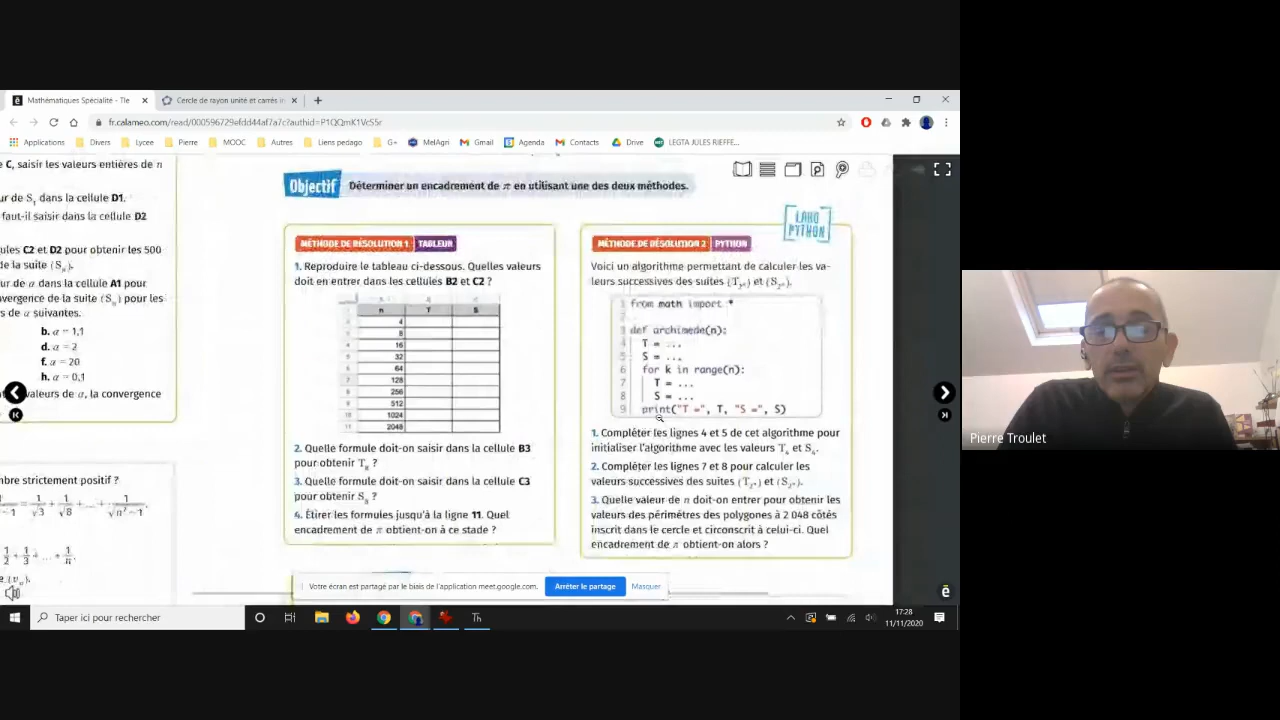 Mathématiques Spécialité - Tle
Cercle de rayon unité et carrés in
fr.calameo.com/read/000596729efdd44af7a7c?authid=P1QQmK1VcS5r
Applications Divers Lycee Pierre MOOC Autres Liens pedago G+ MelAgri Gmail Agenda Contacts Drive LEGTA JULES RIEFFE...
e C, saisir les valeurs entières de n
ur de S₁ dans la cellule D1.
faut-il saisir dans la cellule D2
ules C2 et D2 pour obtenir les 500
de la suite (Sₙ).
ur de α dans la cellule A1 pour
nvergence de la suite (Sₙ) pour les
rs de α suivantes.
b. α = 1,1
d. α = 2
f. α = 20
h. α = 0,1
valeurs de α, la convergence
mbre strictement positif ?
Objectif Déterminer un encadrement de π en utilisant une des deux méthodes.
MÉTHODE DE RÉSOLUTION 1 TABLEUR
1. Reproduire le tableau ci-dessous. Quelles valeurs
doit-on entrer dans les cellules B2 et C2 ?
n T S
4
8
16
32
64
128
256
512
1024
2048
2. Quelle formule doit-on saisir dans la cellule B3
pour obtenir T₈ ?
3. Quelle formule doit-on saisir dans la cellule C3
pour obtenir S₈ ?
4. Étirer les formules jusqu'à la ligne 11. Quel
encadrement de π obtient-on à ce stade ?
LABO
PYTHON
MÉTHODE DE RÉSOLUTION 2 PYTHON
Voici un algorithme permettant de calculer les va-
leurs successives des suites (T₂ⁿ) et (S₂ⁿ).
1 from math import *
2
3 def archimede(n):
4 T = ...
5 S = ...
6 for k in range(n):
7 T = ...
8 S = ...
9 print("T =", T, "S =", S)
1. Compléter les lignes 4 et 5 de cet algorithme pour
initialiser l'algorithme avec les valeurs T₄ et S₄.
2. Compléter les lignes 7 et 8 pour calculer les
valeurs successives des suites (T₂ⁿ) et (S₂ⁿ).
3. Quelle valeur de n doit-on entrer pour obtenir les
valeurs des périmètres des polygones à 2 048 côtés
inscrit dans le cercle et circonscrit à celui-ci. Quel
encadrement de π obtient-on alors ?
Votre écran est partagé par le biais de l'application meet.google.com. Arrêter le partage Masquer
Taper ici pour rechercher
Th
17:28
11/11/2020
Pierre Troulet